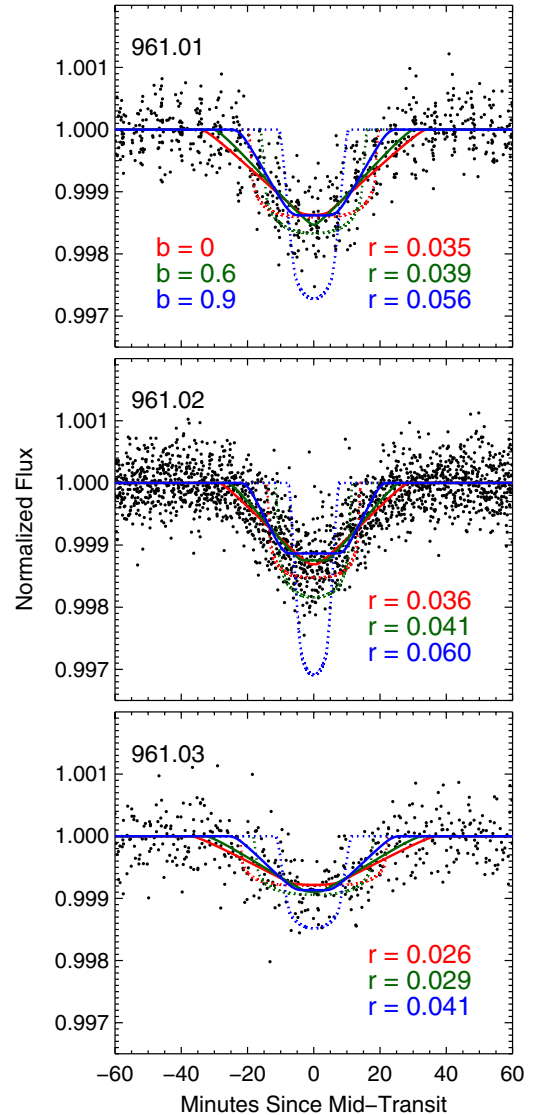 961.01
1.001
1.000
0.999
0.998
0.997
b = 0
b = 0.6
b = 0.9
r = 0.035
r = 0.039
r = 0.056
961.02
1.001
1.000
0.999
0.998
0.997
r = 0.036
r = 0.041
r = 0.060
Normalized Flux
961.03
1.001
1.000
0.999
0.998
0.997
r = 0.026
r = 0.029
r = 0.041
−60 −40 −20 0 20 40 60
Minutes Since Mid−Transit